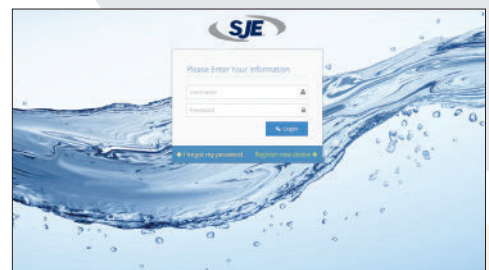 SJE
Please Enter Your Information
Username
Password
Login
I forgot my password
Register new device